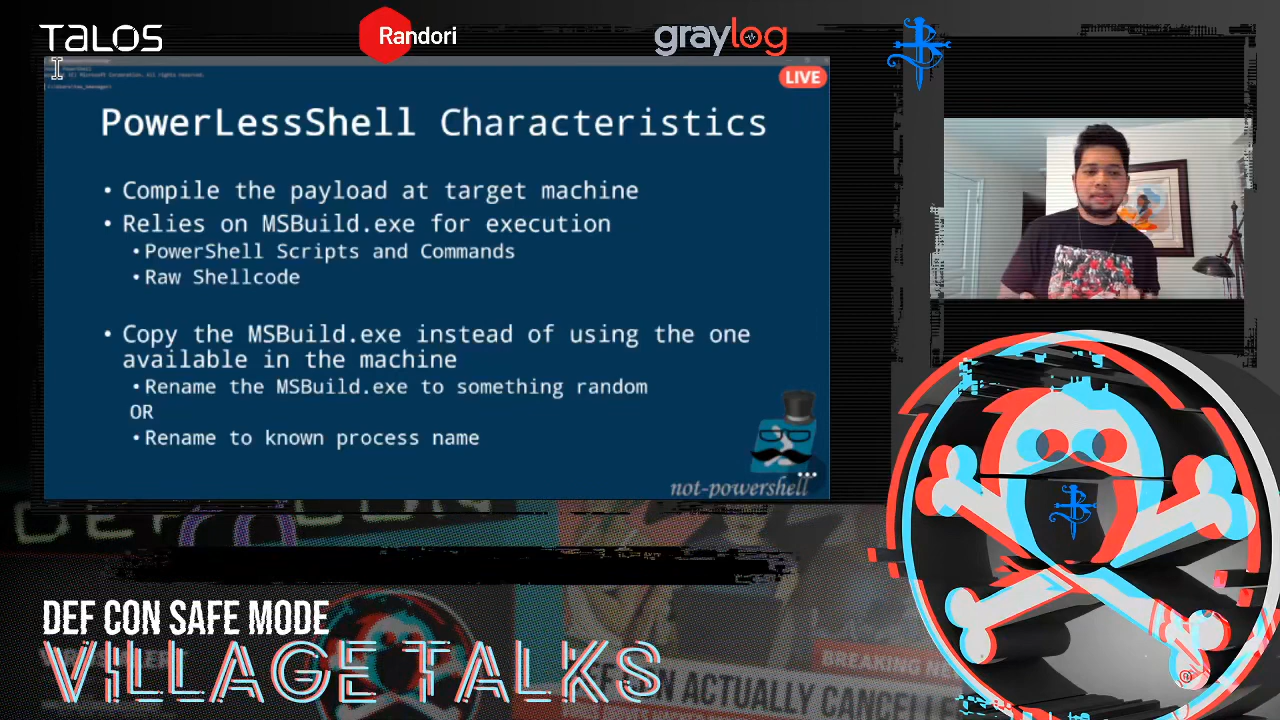 TALOS
Randori
graylog
LIVE
PowerLessShell Characteristics
• Compile the payload at target machine
• Relies on MSBuild.exe for execution
•PowerShell Scripts and Commands
•Raw Shellcode
• Copy the MSBuild.exe instead of using the one
available in the machine
•Rename the MSBuild.exe to something random
OR
•Rename to known process name
not-powershell
DEF CON
DEF CON SAFE MODE
VILLAGE TALKS
BREAKING
CON ACTUALLY